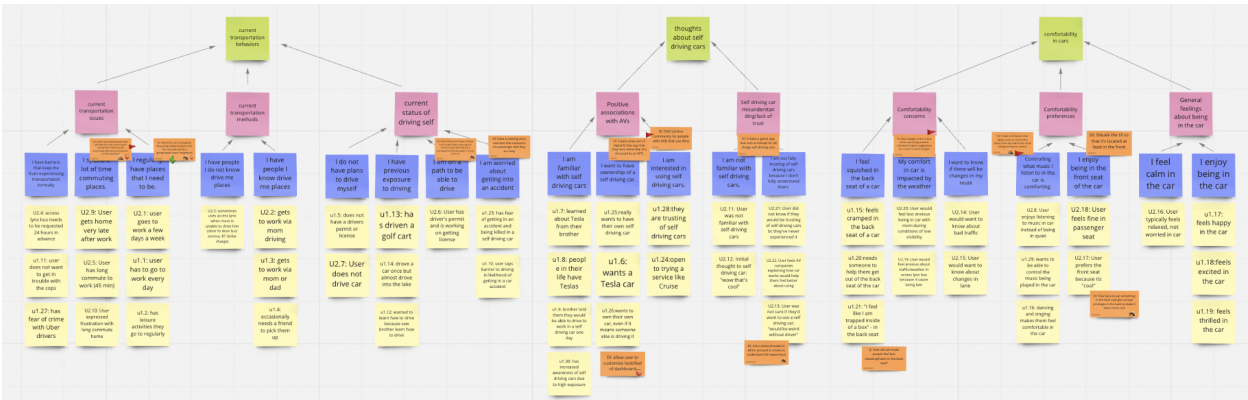 current
transportation
behaviors
thoughts
about self
driving cars
comfortability
in cars
current
transportation
issues
current
transportation
methods
current
status of
driving self
Positive
associations
with AVs
Self driving car
misunderstan
ding/lack of
trust
Comfortability
concerns
Comfortability
preferences
General
feelings about
being in the
car
I have barriers
that keep me
from experiencing
transportation
normally
lot of time
commuting
places.
I regularly
have places
that I need
to be.
I have people
I do not know
drive me
places
I have
people I
know drive
me places
I do not
have plans
to drive
myself
I have
previous
exposure to
driving
path to be
able to drive
I am worried
about
getting into
an accident
I am
familiar with
self driving
cars
I want to have
ownership of
a self driving
car.
I am
interested in
using self
driving cars.
I am not
familiar with
self driving
cars
I feel
squished in
the back
seat of a car
My comfort
in a car is
impacted by
the weather
I want to know
if there will be
changes in my
route
Controlling
what music I
listen to in the
car is
comforting.
I enjoy
being in the
front seat of
the car
I feel
calm in
the car
I enjoy
being in
the car
U2.4: access
lyra bus needs
to be requested
24 hours in
advance
U2.9: User
gets home
very late
after work
U2.1: user
goes to
work a few
days a week
U2.2: gets
to work via
mom
driving
u1.5: does not
have a drivers
permit or
license
u1.13: ha
s driven a
golf cart
U2.6: User has
driver's permit
and is working
on getting
license
u1.23: has fear
of getting in an
accident and
being killed in a
self driving car
u1.7: learned
about Tesla
from their
brother
u1.25:really
wants to
have their own
self driving
car
u1.28:they
are trusting
of self
driving cars
U2.11: User
was not
familiar with
self driving
cars
U2.21: User did
not know if they
would be trusting
of self-driving cars
bc they've never
experienced it
u1.15: feels
cramped in
the back
seat of a car
U2.20: User would
feel less anxious
being in car with
mom during
conditions of low
visibility
U2.14: User
would want to
know about
bad traffic
U2.8: User
enjoys listening
to music in car
instead of being
in quiet
U2.18: User
feels fine in
passenger
seat
U2.16: User
typically feels
relaxed, not
worried in car
u1.17:
feels
happy in
the car
u1.11: user
does not want
to get in
trouble with
the cops
U2.5: User has
long commute to
work (45 min)
u1.1: user
has to go to
work every
day
u1.3: gets to
work via
mom or
dad
U2.7: User
does not
drive car
u1.14: drove a
car once but
almost drove
into the lake
u1.10: user says
barrier to driving
is likelihood of
getting in a car
accident
u1.8: peopl
e in their
life have
Teslas
u1.6:
wants a
Tesla car
u1.24:open
to trying a
service like
Cruise
U2.12: initial
thought to self
driving car:
"wow that's
cool"
U2.22: User feels AV
companies
explaining how
car works would
help them feel
better about using
u1.20:needs
someone to
help them get
out of the back
seat of the car
U2.15: User
would want to
know about
changes in
lane
u1.29: wants to
be able to
control the
music being
played in the car
U2.17: User
prefers the
front seat
because its
"cool"
u1.18:feels
excited in
the car
u1.27: has
fear of crime
with Uber
drivers
U2.10: User
expressed
frustration with
long commute
home
u1.2: has
leisure
activities they
go to regularly
u1.4:
occasionally
needs a friend
to pick them
up
u1.12: wanted to
learn how to drive
because saw
brother learn how
to drive
u1.9: brother told
them they would
be able to drive to
work in a self
driving car one
day
u1.26:wants to
own their own
car, even if it
means someone
else is driving it
U2.13: User was
not sure if they'd
want to use a self
driving car;
"would be weird
without driver"
u1.21: "I feel
like I am
trapped inside
of a box" - in
the back seat
u1.16: dancing
and singing
makes them feel
comfortable in
the car
u1.19: feels
thrilled in
the car
u1.30: has
increased
awareness of self
driving cars due
to high exposure